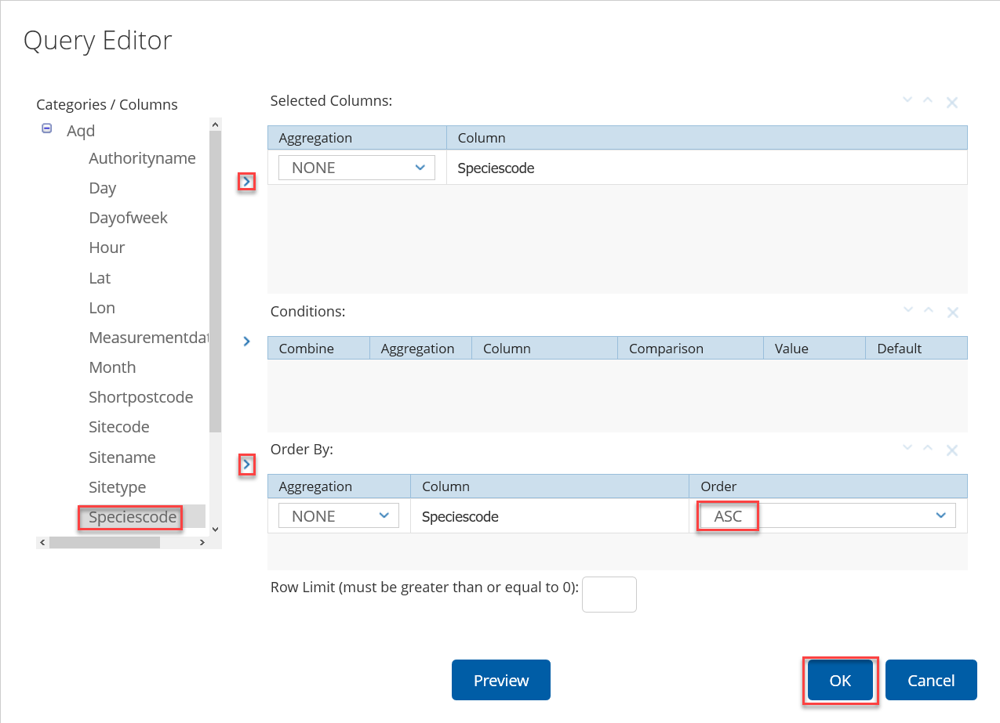 Query Editor
Categories / Columns
Aqd
Authorityname
Day
Dayofweek
Hour
Lat
Lon
Measurementdat
Month
Shortpostcode
Sitecode
Sitename
Sitetype
Speciescode
Selected Columns:
Aggregation Column
NONE Speciescode
Conditions:
Combine Aggregation Column Comparison Value Default
Order By:
Aggregation Column Order
NONE Speciescode ASC
Row Limit (must be greater than or equal to 0):
Preview OK Cancel